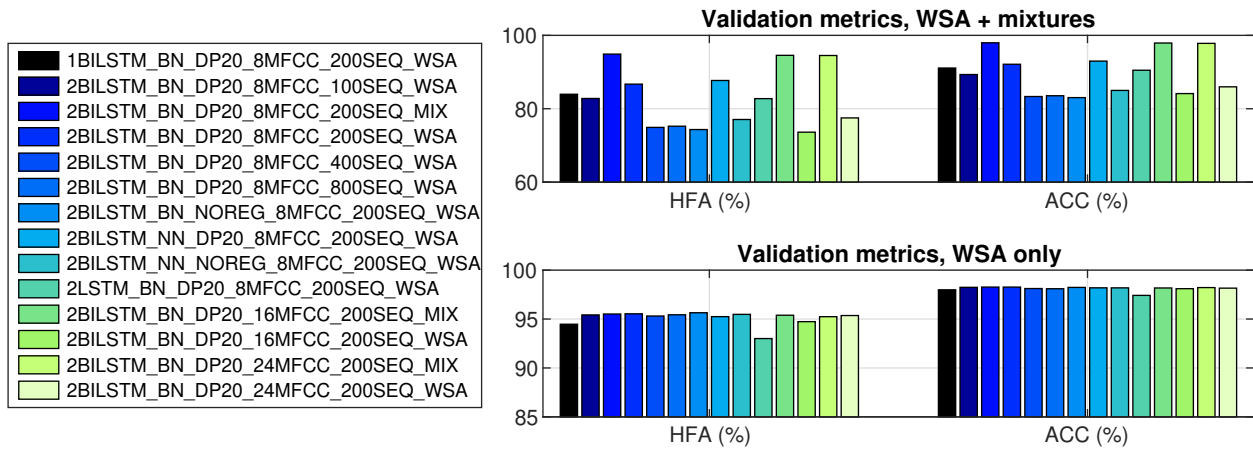 1BILSTM_BN_DP20_8MFCC_200SEQ_WSA
2BILSTM_BN_DP20_8MFCC_100SEQ_WSA
2BILSTM_BN_DP20_8MFCC_200SEQ_MIX
2BILSTM_BN_DP20_8MFCC_200SEQ_WSA
2BILSTM_BN_DP20_8MFCC_400SEQ_WSA
2BILSTM_BN_DP20_8MFCC_800SEQ_WSA
2BILSTM_BN_NOREG_8MFCC_200SEQ_WSA
2BILSTM_NN_DP20_8MFCC_200SEQ_WSA
2BILSTM_NN_NOREG_8MFCC_200SEQ_WSA
2LSTM_BN_DP20_8MFCC_200SEQ_WSA
2BILSTM_BN_DP20_16MFCC_200SEQ_MIX
2BILSTM_BN_DP20_16MFCC_200SEQ_WSA
2BILSTM_BN_DP20_24MFCC_200SEQ_MIX
2BILSTM_BN_DP20_24MFCC_200SEQ_WSA
Validation metrics, WSA + mixtures
100
80
60
HFA (%) ACC (%)
Validation metrics, WSA only
100
95
90
85
HFA (%) ACC (%)